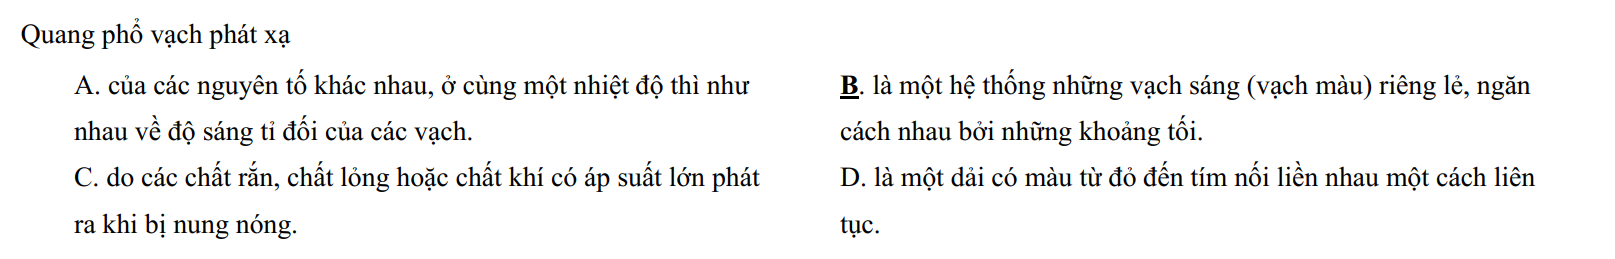 Quang phổ vạch phát xạ
A. của các nguyên tố khác nhau, ở cùng một nhiệt độ thì như
nhau về độ sáng tỉ đối của các vạch.
B. là một hệ thống những vạch sáng (vạch màu) riêng lẻ, ngăn
cách nhau bởi những khoảng tối.
C. do các chất rắn, chất lỏng hoặc chất khí có áp suất lớn phát
ra khi bị nung nóng.
D. là một dải có màu từ đỏ đến tím nối liền nhau một cách liên
tục.